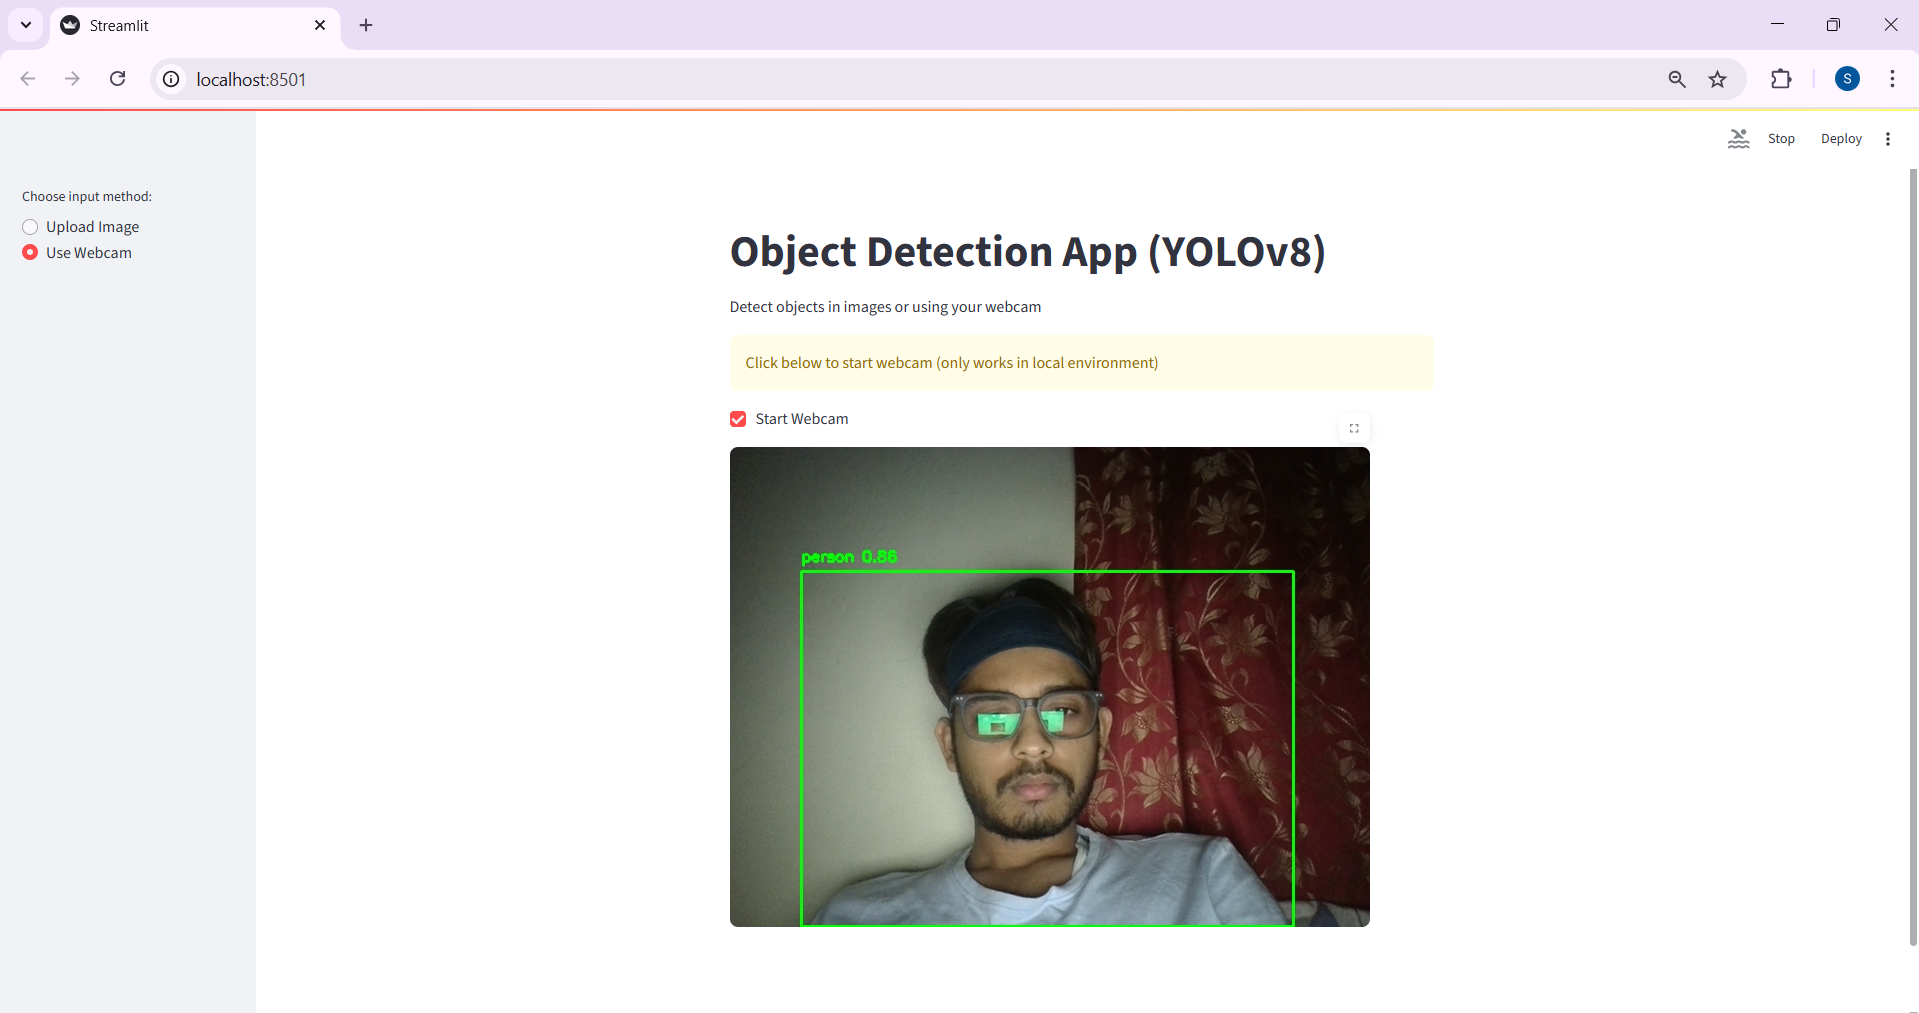 Streamlit
localhost:8501
S
Stop
Deploy
Choose input method:
Upload Image
Use Webcam
Object Detection App (YOLOv8)
Detect objects in images or using your webcam
Click below to start webcam (only works in local environment)
Start Webcam
person 0.86